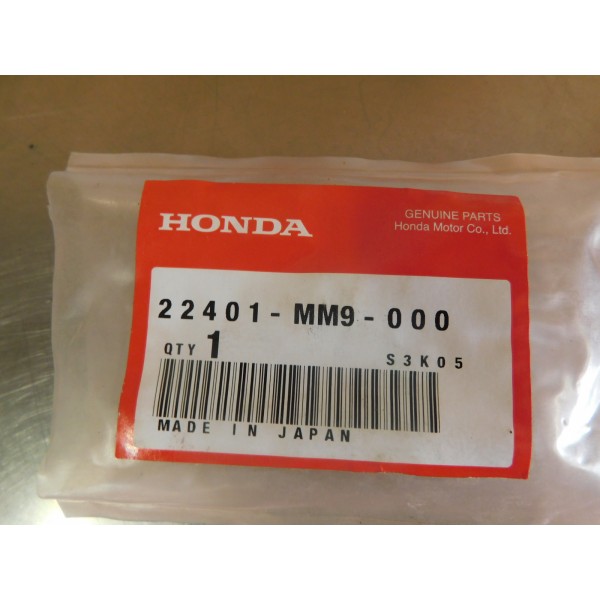 HONDA
GENUINE PARTS
Honda Motor Co., Ltd.
22401-MM9-000
QTY 1
S3K05
MADE IN JAPAN